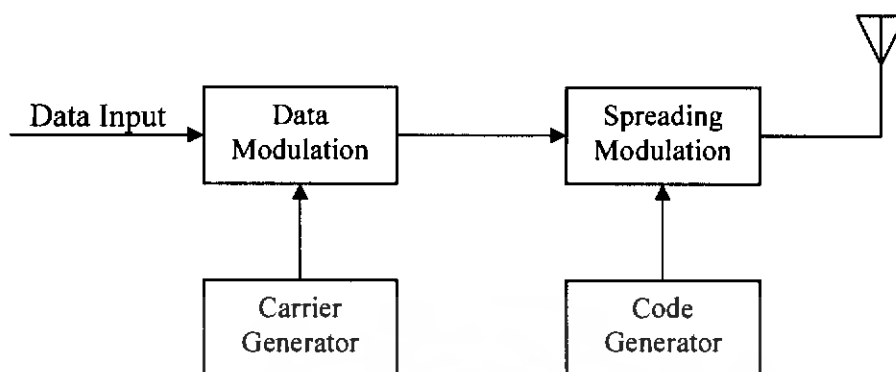 Data Input
Data
Modulation
Spreading
Modulation
Carrier
Generator
Code
Generator